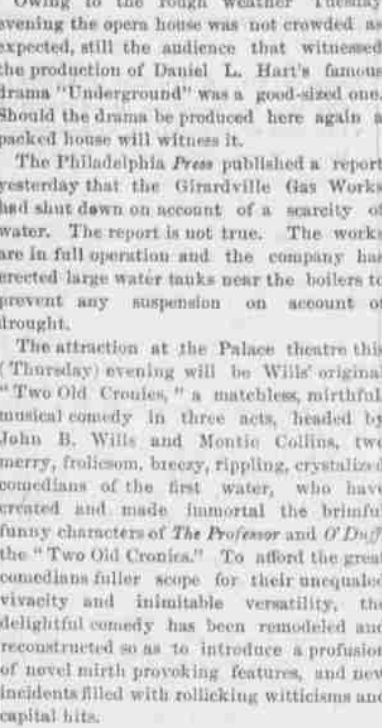 Owing to the rough weather Tuesday
evening the opera house was not crowded as
expected, still the audience that witnessed
the production of Daniel L. Hart's famous
drama "Underground" was a good-sized one.
Should the drama be produced here again a
packed house will witness it.
The Philadelphia Press published a report
yesterday that the Girardville Gas Works
had shut down on account of a scarcity of
water. The report is not true. The works
are in full operation and the company has
erected large water tanks near the boilers to
prevent any suspension on account of
drought.
The attraction at the Palace theatre this
(Thursday) evening will be Wills' original
"Two Old Cronies," a matchless, mirthful
musical comedy in three acts, headed by
John B. Wills and Montie Collins, two
merry, frolicsom, breezy, rippling, crystalized
comedians of the first water, who have
created and made immortal the brimful
funny characters of The Professor and O'Duff
the "Two Old Cronies." To afford the great
comedians fuller scope for their unequaled
vivacity and inimitable versatility, the
delightful comedy has been remodeled and
reconstructed so as to introduce a profusion
of novel mirth provoking features, and new
incidents filled with rollicking witticisms and
capital hits.